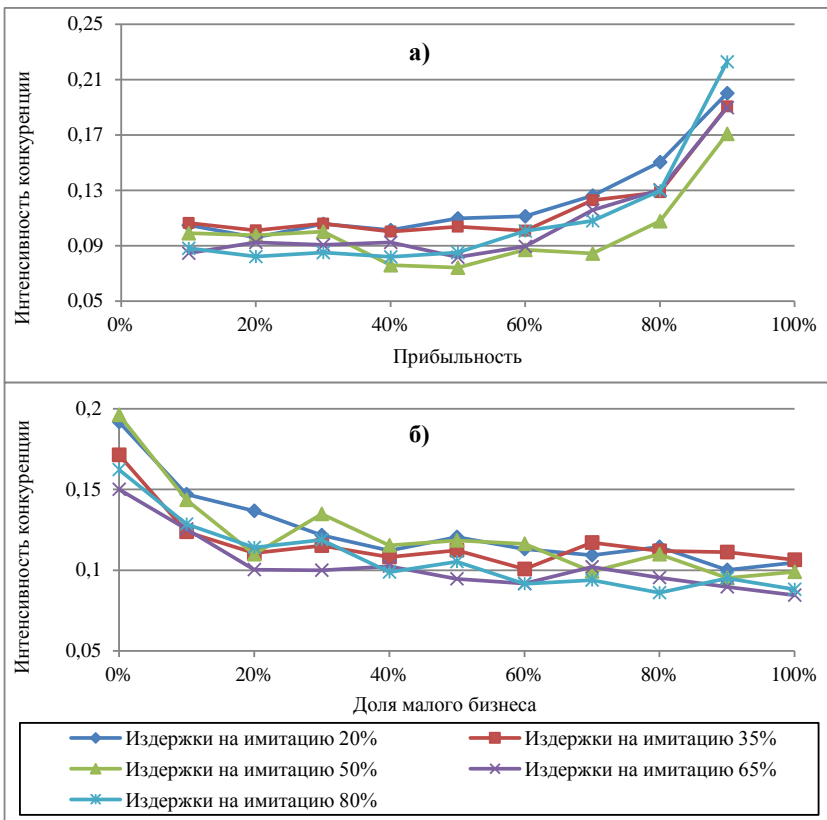 а)
Интенсивность конкуренции
0,25
0,21
0,17
0,13
0,09
0,05
0% 20% 40% 60% 80% 100%
Прибыльность
б)
Интенсивность конкуренции
0,2
0,15
0,1
0,05
0% 20% 40% 60% 80% 100%
Доля малого бизнеса
Издержки на имитацию 20% Издержки на имитацию 35%
Издержки на имитацию 50% Издержки на имитацию 65%
Издержки на имитацию 80%